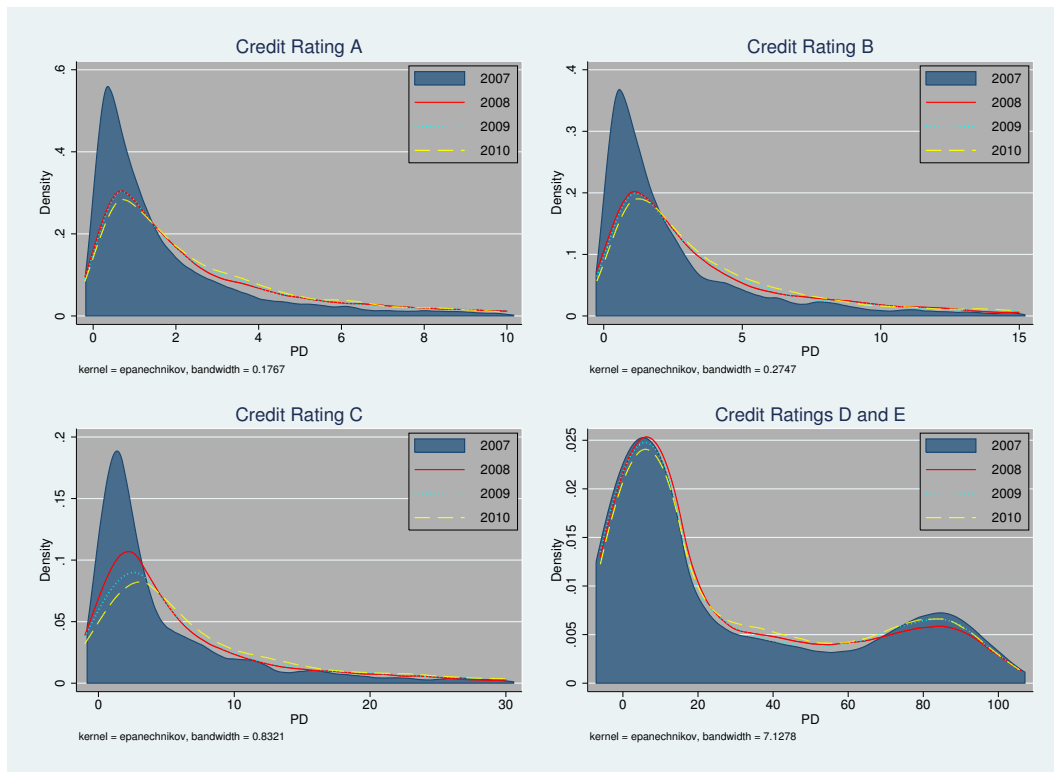 Credit Rating A
.6
.4
.2
0
Density
0 2 4 6 8 10
PD
2007
2008
2009
2010
kernel = epanechnikov, bandwidth = 0.1767
Credit Rating B
.4
.3
.2
.1
0
Density
0 5 10 15
PD
2007
2008
2009
2010
kernel = epanechnikov, bandwidth = 0.2747
Credit Rating C
.2
.15
.1
.05
0
Density
0 10 20 30
PD
2007
2008
2009
2010
kernel = epanechnikov, bandwidth = 0.8321
Credit Ratings D and E
.025
.02
.015
.01
.005
0
Density
0 20 40 60 80 100
PD
2007
2008
2009
2010
kernel = epanechnikov, bandwidth = 7.1278